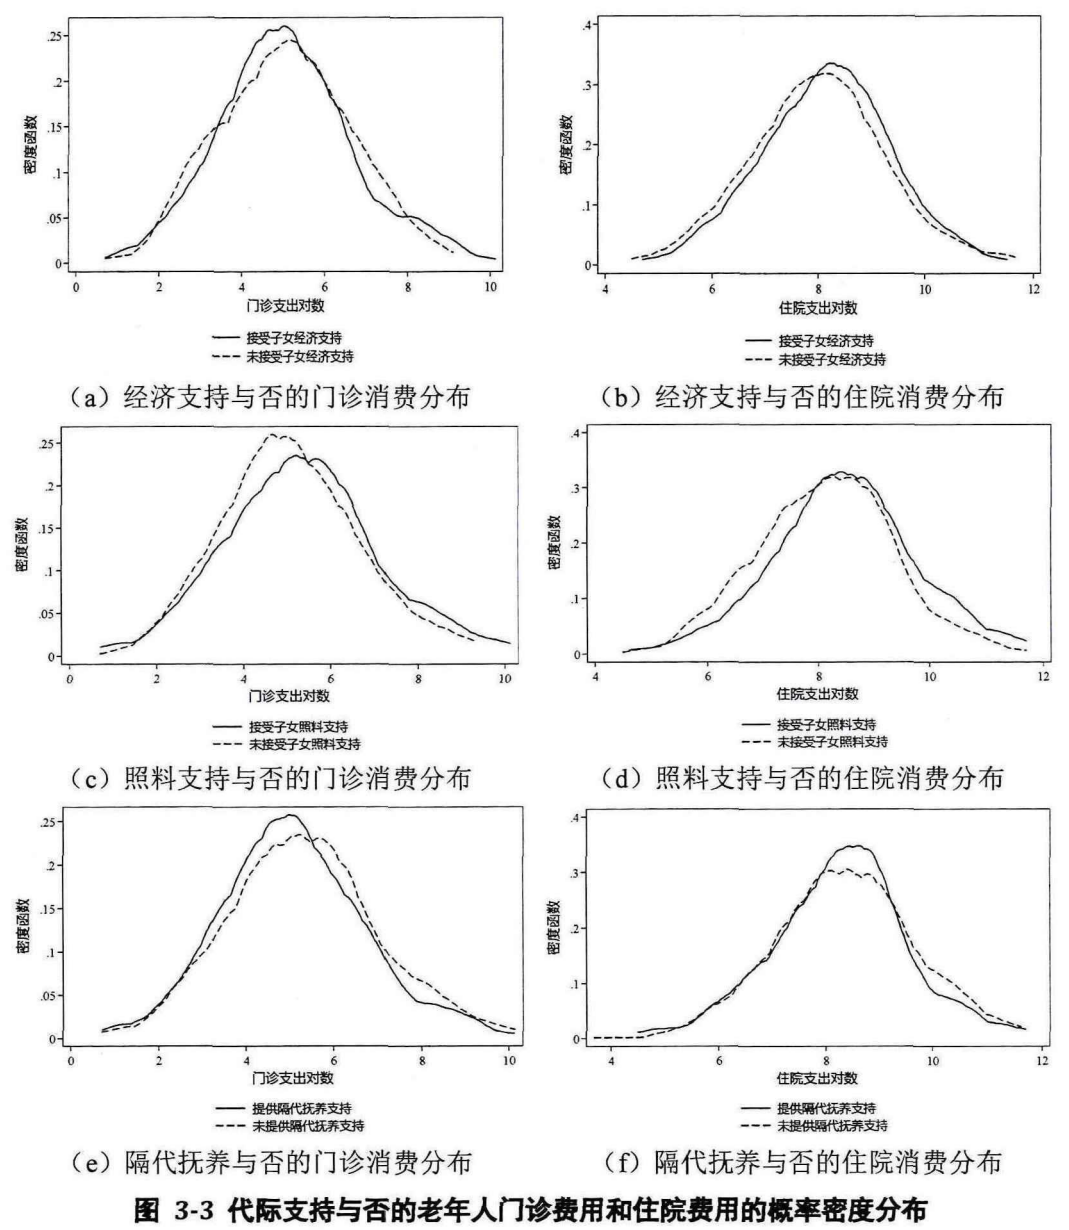 .25
.2
.15
.1
.05
0
密度函数
0 2 4 6 8 10
门诊支出对数
接受子女经济支持
未接受子女经济支持
（a）经济支持与否的门诊消费分布
.4
.3
.2
.1
0
密度函数
4 6 8 10 12
住院支出对数
接受子女经济支持
未接受子女经济支持
（b）经济支持与否的住院消费分布
.25
.2
.15
.1
.05
0
密度函数
0 2 4 6 8 10
门诊支出对数
接受子女照料支持
未接受子女照料支持
（c）照料支持与否的门诊消费分布
.4
.3
.2
.1
0
密度函数
4 6 8 10 12
住院支出对数
接受子女照料支持
未接受子女照料支持
（d）照料支持与否的住院消费分布
.25
.2
.15
.1
.05
0
密度函数
0 2 4 6 8 10
门诊支出对数
提供隔代抚养支持
未提供隔代抚养支持
（e）隔代抚养与否的门诊消费分布
.4
.3
.2
.1
0
密度函数
4 6 8 10 12
住院支出对数
提供隔代抚养支持
未提供隔代抚养支持
（f）隔代抚养与否的住院消费分布
图 3-3 代际支持与否的老年人门诊费用和住院费用的概率密度分布